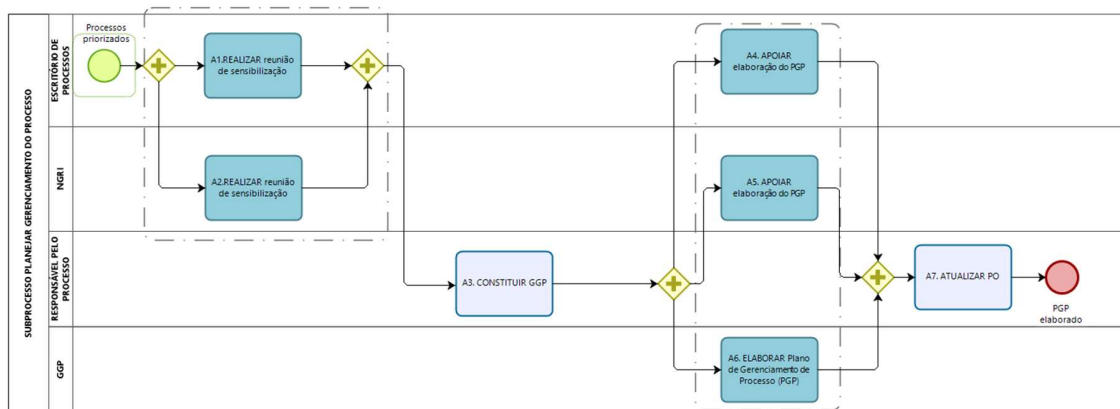 SUBPROCESSO PLANEJAR GERENCIAMENTO DO PROCESSO
ESCRITÓRIO DE
PROCESSOS
Processos
priorizados
A1.REALIZAR reunião
de sensibilização
A4. APOIAR
elaboração do PGP
NGRI
A2.REALIZAR reunião
de sensibilização
A5. APOIAR
elaboração do PGP
RESPONSÁVEL PELO
PROCESSO
A3. CONSTITUIR GGP
A7. ATUALIZAR PO
PGP
elaborado
GGP
A6. ELABORAR Plano
de Gerenciamento de
Processo (PGP)